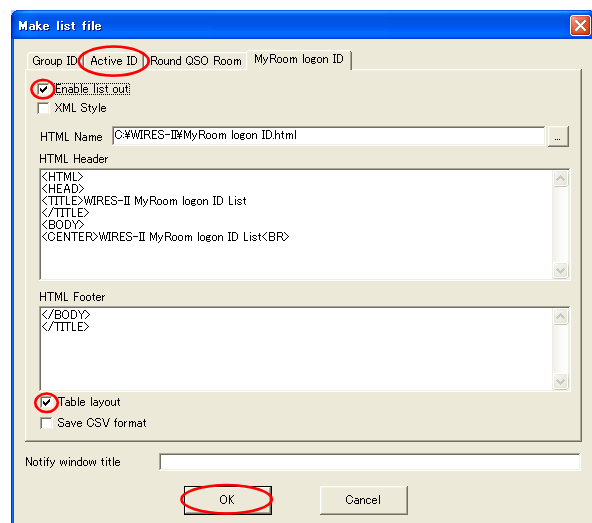 Make list file
Group ID Active ID Round QSO Room MyRoom logon ID
Enable list out
XML Style
HTML Name C:¥WIRES-II¥MyRoom logon ID.html ...
HTML Header
<HTML>
<HEAD>
<TITLE>WIRES-II MyRoom logon ID List
</TITLE>
<BODY>
<CENTER>WIRES-II MyRoom logon ID List<BR>
HTML Footer
</BODY>
</TITLE>
Table layout
Save CSV format
Notify window title
OK Cancel